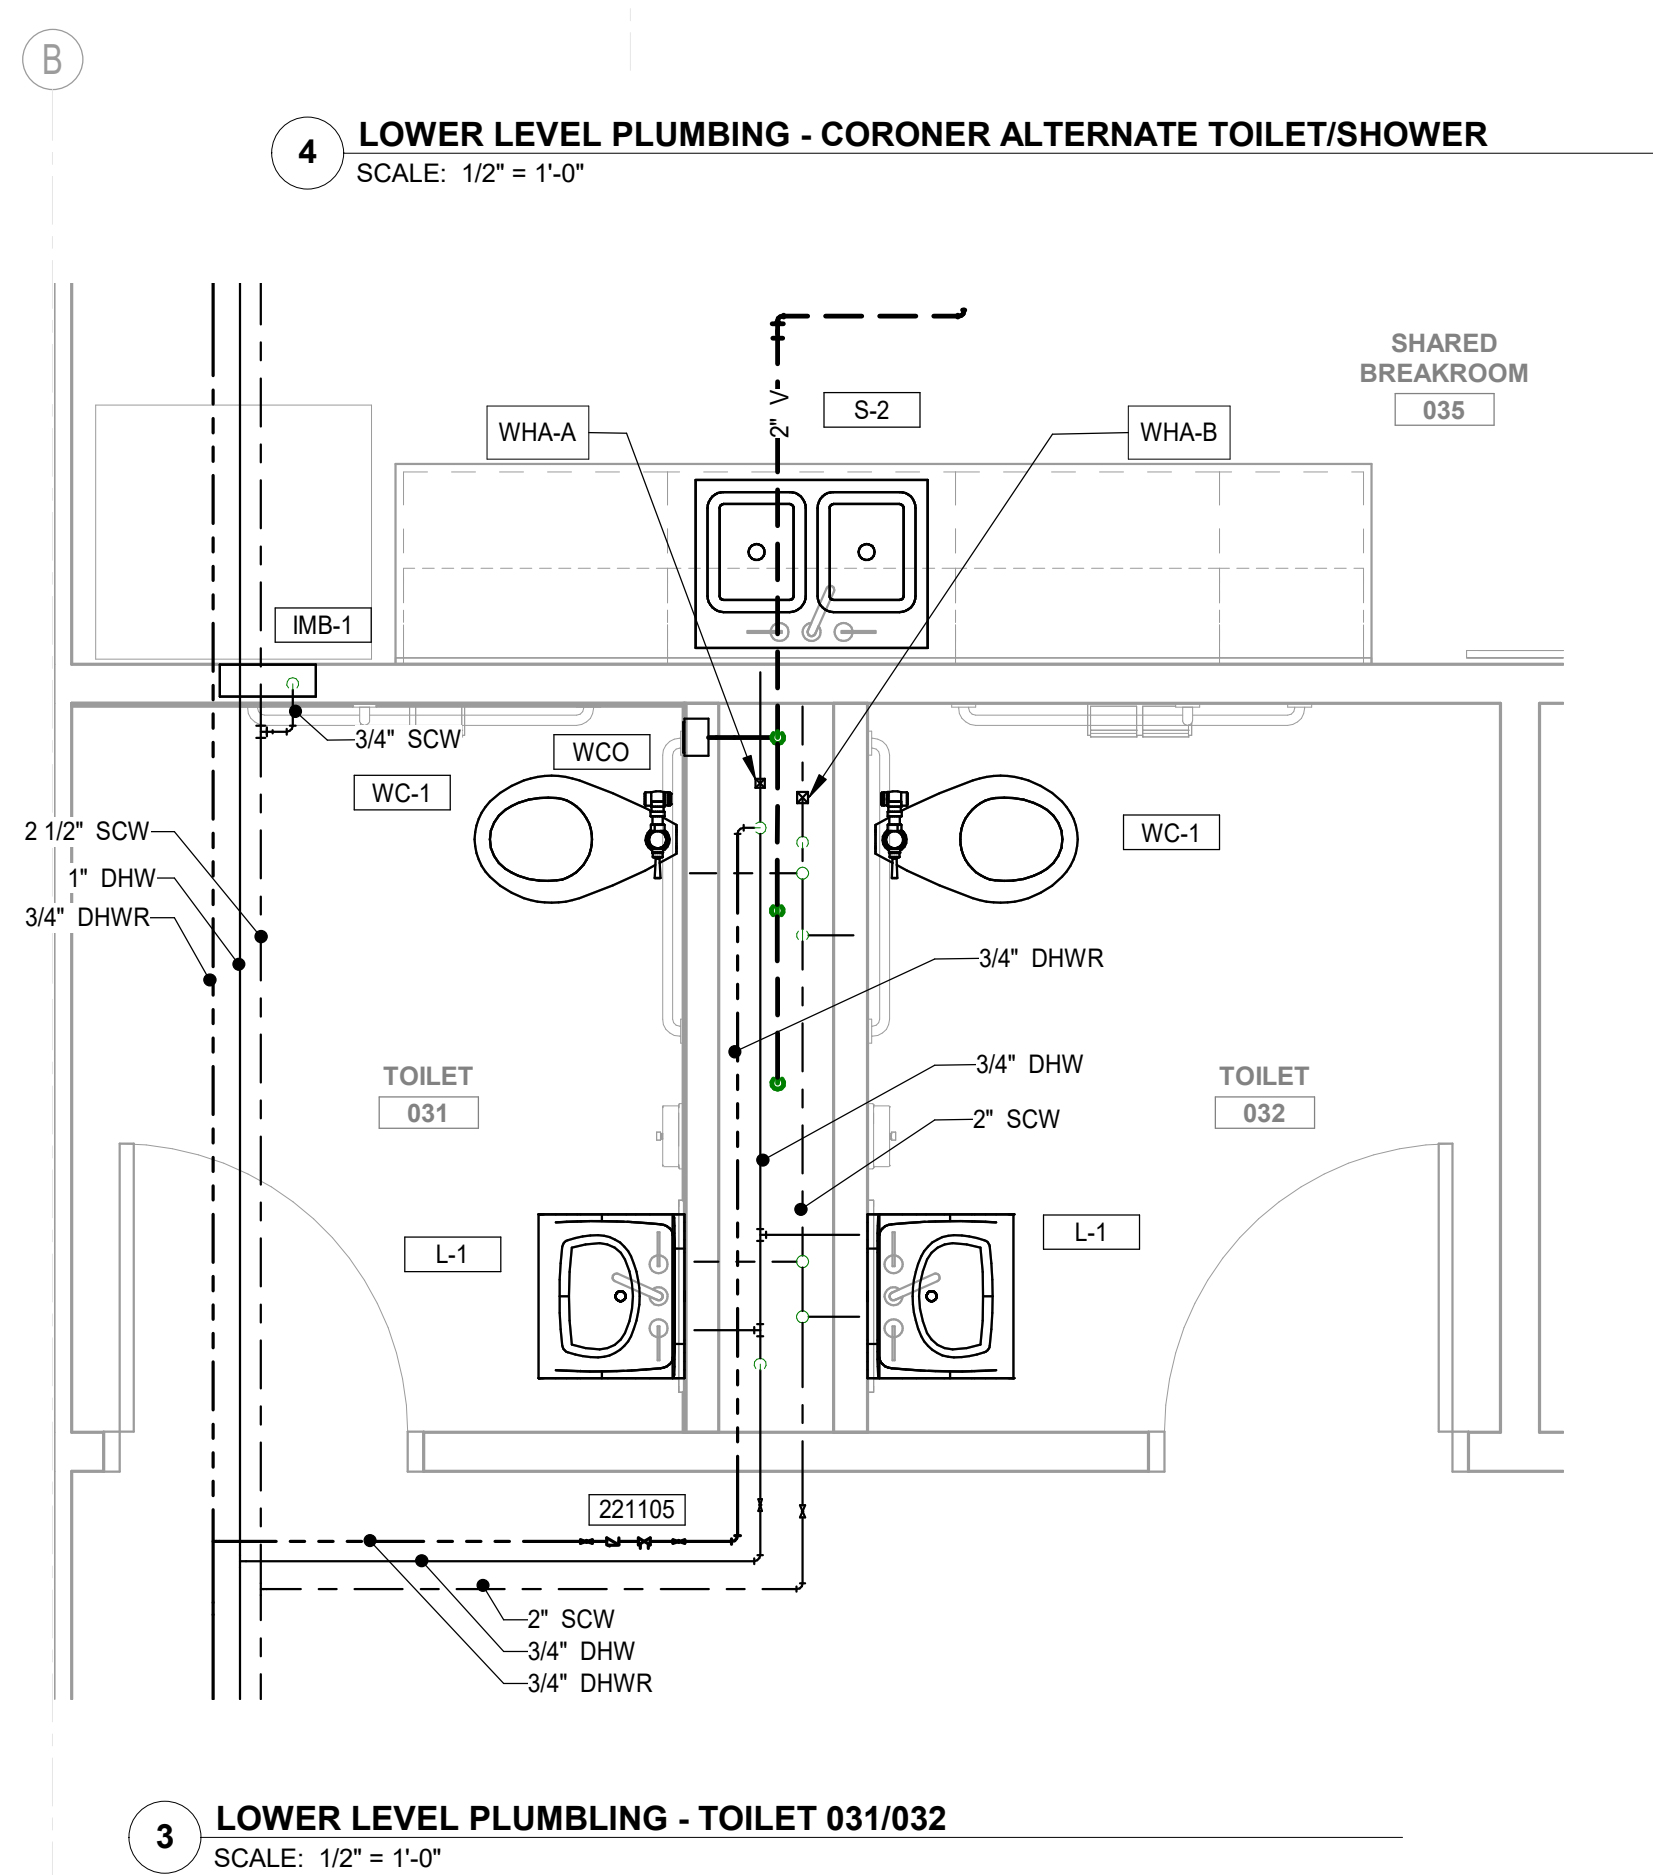 B
4
LOWER LEVEL PLUMBING - CORONER ALTERNATE TOILET/SHOWER
SCALE: 1/2" = 1'-0"
SHARED
BREAKROOM
035
2" V
S-2
WHA-A
WHA-B
IMB-1
3/4" SCW
WCO
WC-1
WC-1
2 1/2" SCW
1" DHW
3/4" DHWR
3/4" DHWR
3/4" DHW
2" SCW
TOILET
031
TOILET
032
L-1
L-1
221105
2" SCW
3/4" DHW
3/4" DHWR
3
LOWER LEVEL PLUMBLING - TOILET 031/032
SCALE: 1/2" = 1'-0"